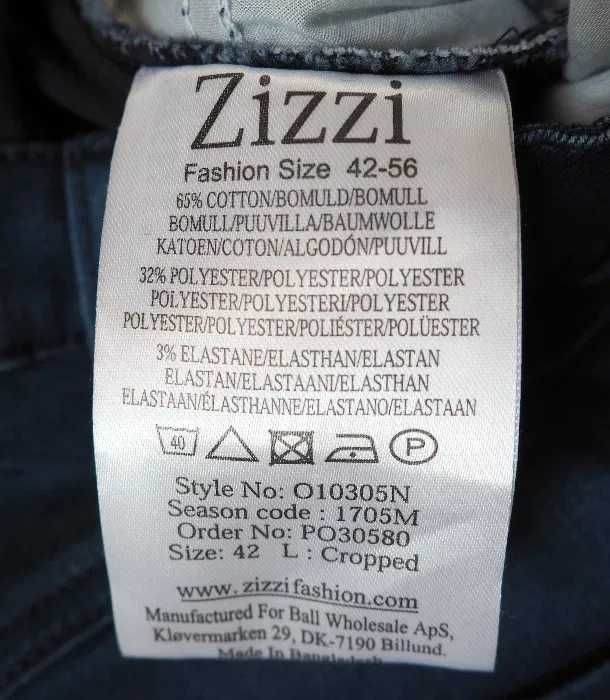 Zizzi
Fashion Size 42-56
65% COTTON/BOMULD/BOMULL
BOMULL/PUUVILLA/BAUMWOLLE
KATOEN/COTON/ALGODÓN/PUUVILL
32% POLYESTER/POLYESTER/POLYESTER
POLYESTER/POLYESTERI/POLYESTER
POLYESTER/POLYESTER/POLIÉSTER/POLÜESTER
3% ELASTANE/ELASTHAN/ELASTAN
ELASTAN/ELASTAANI/ELASTHAN
ELASTAAN/ÉLASTHANNE/ELASTANO/ELASTAAN
40 P
Style No: O10305N
Season code : 1705M
Order No: PO30580
Size: 42 L : Cropped
www.zizzifashion.com
Manufactured For Ball Wholesale ApS,
Kløvermarken 29, DK-7190 Billund.
Made In Bangladesh